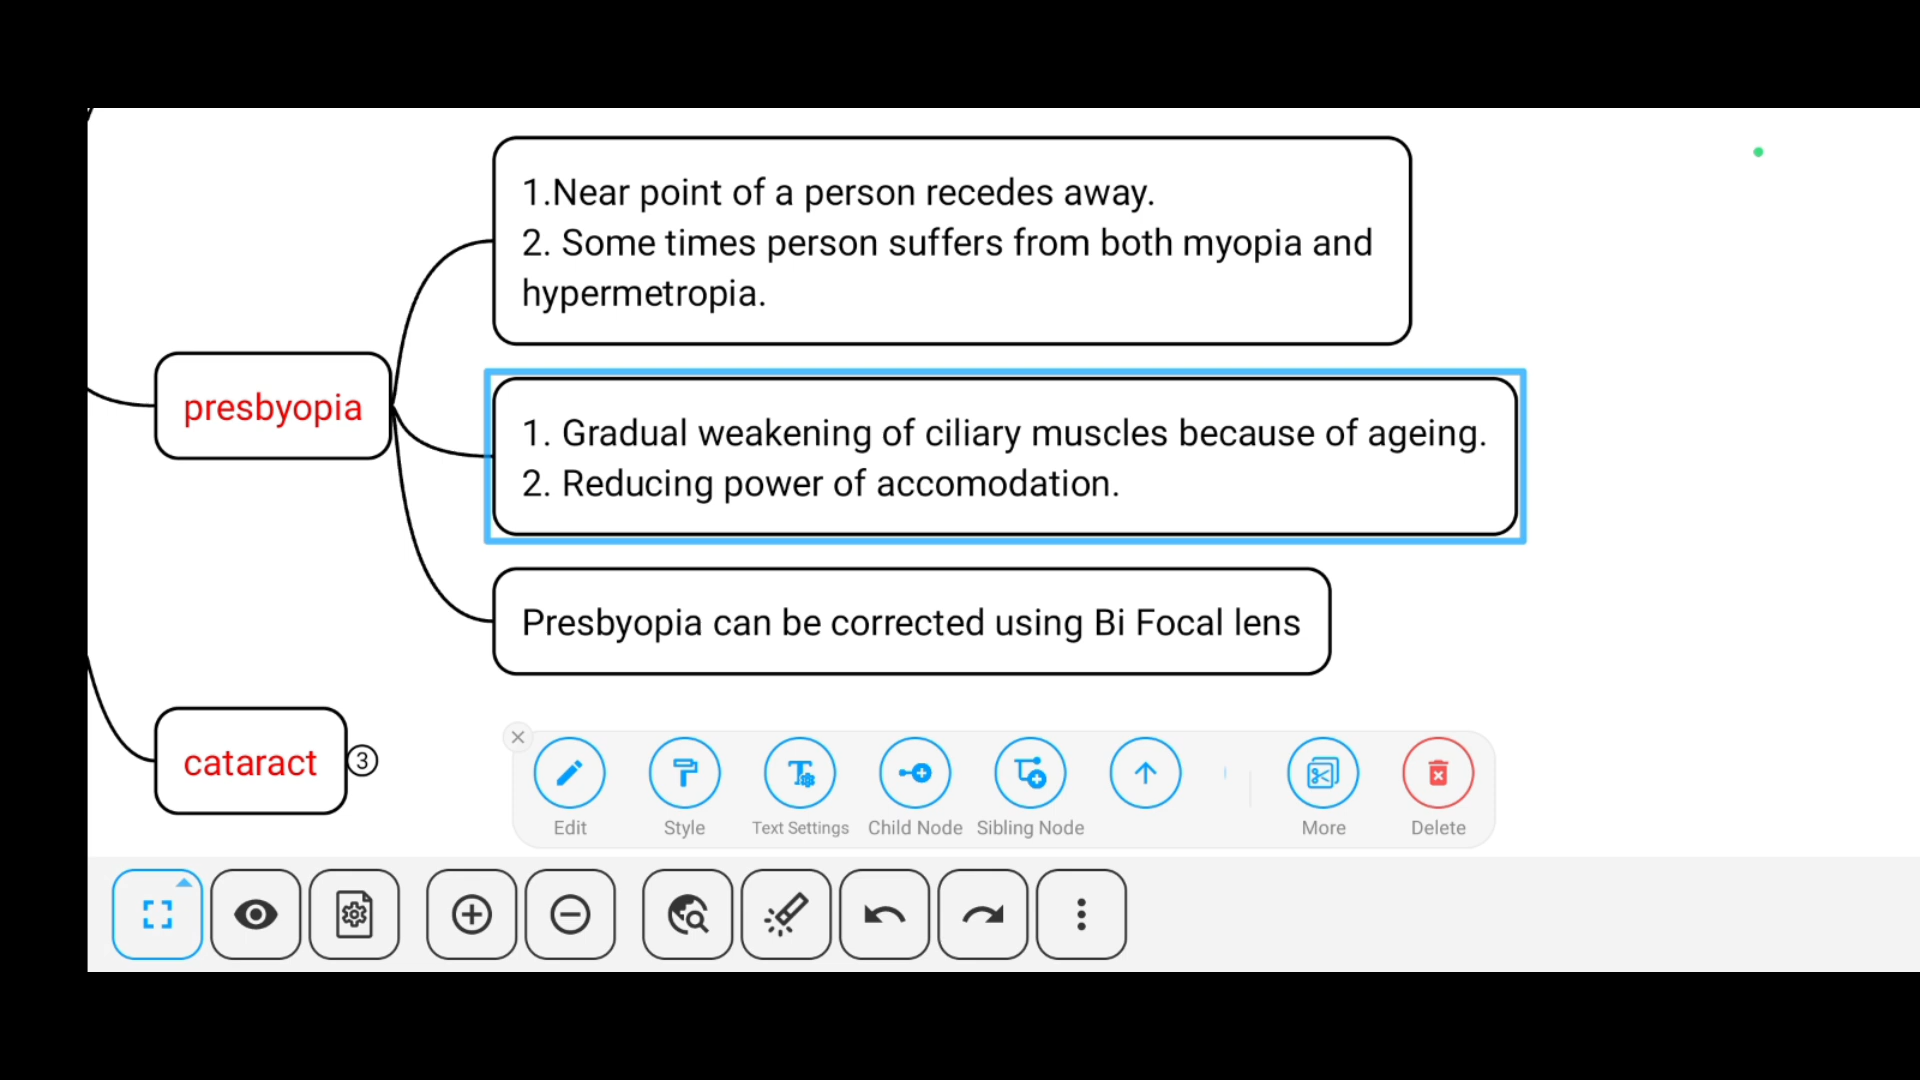 1.Near point of a person recedes away.
2. Some times person suffers from both myopia and
hypermetropia.
presbyopia
1. Gradual weakening of ciliary muscles because of ageing.
2. Reducing power of accomodation.
Presbyopia can be corrected using Bi Focal lens
cataract
3
Edit
Style
Text Settings
Child Node
Sibling Node
More
Delete